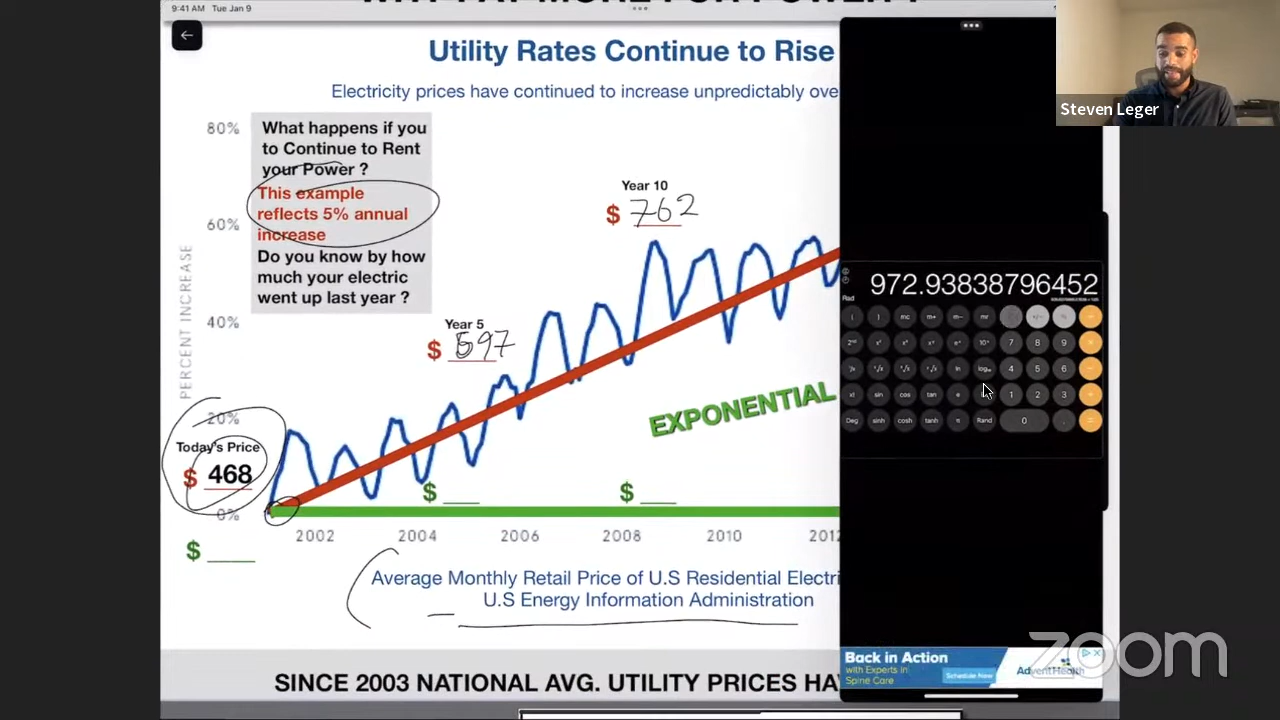 9:41 AM Tue Jan 9
WHY PAY MORE FOR POWER ?
Utility Rates Continue to Rise
Electricity prices have continued to increase unpredictably ove
Steven Leger
80%
60%
40%
20%
0%
PERCENT INCREASE
What happens if you
to Continue to Rent
your Power ?
This example
reflects 5% annual
increase
Do you know by how
much your electric
went up last year ?
Year 10
$ 762
Year 5
$ 597
Today's Price
$ 468
EXPONENTIAL
$ ___
$ ___
$ ____
2002 2004 2006 2008 2010 2012
Average Monthly Retail Price of U.S Residential Electri
U.S Energy Information Administration
SINCE 2003 NATIONAL AVG. UTILITY PRICES HA
972.93838796452
Rad
( ) mc m+ m- mr
2ⁿᵈ x² x³ xʸ eˣ 10ˣ 7 8 9
ln log₁₀ 4 5 6
x! sin cos tan e 1 2 3
Deg sinh cosh tanh π Rand 0 .
Back in Action
with Experts in
Spine Care
Schedule Now
AdventHealth
zoom